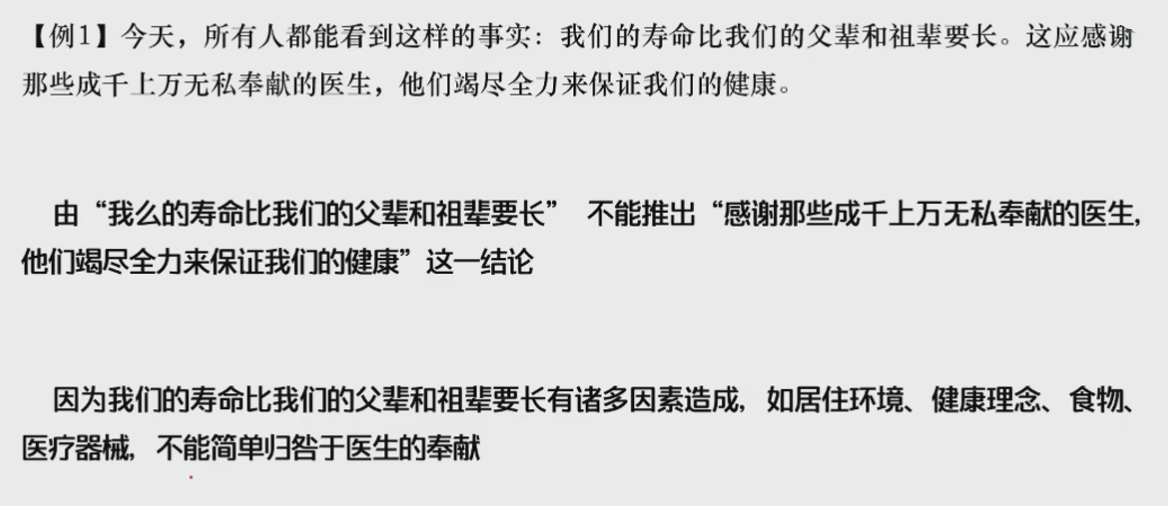 【例1】今天，所有人都能看到这样的事实：我们的寿命比我们的父辈和祖辈要长。这应感谢
那些成千上万无私奉献的医生，他们竭尽全力来保证我们的健康。
由“我么的寿命比我们的父辈和祖辈要长” 不能推出“感谢那些成千上万无私奉献的医生,
他们竭尽全力来保证我们的健康”这一结论
因为我们的寿命比我们的父辈和祖辈要长有诸多因素造成, 如居住环境、健康理念、食物、
医疗器械, 不能简单归咎于医生的奉献